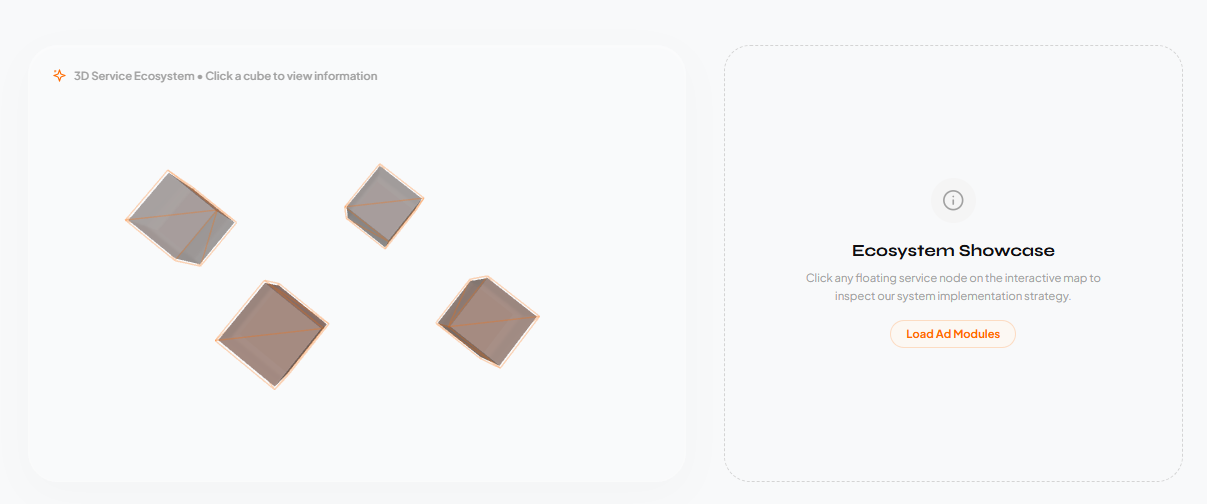 3D Service Ecosystem • Click a cube to view information
Ecosystem Showcase
Click any floating service node on the interactive map to
inspect our system implementation strategy.
Load Ad Modules